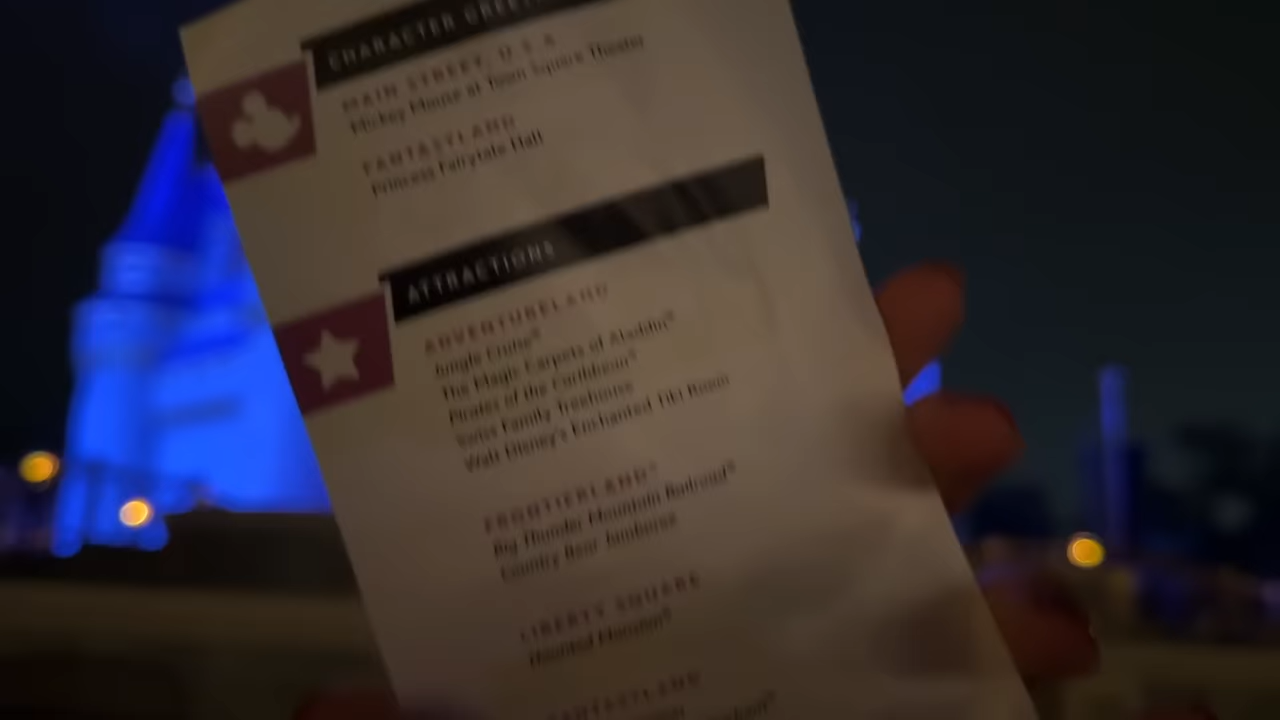 CHARACTER
MAIN STREET, U.S.A.
Mickey Mouse at Town Square Theater
FANTASYLAND
Princess Fairytale Hall
ATTRACTIONS
ADVENTURELAND
Jungle Cruise®
The Magic Carpets of Aladdin®
Pirates of the Caribbean®
Swiss Family Treehouse
Walt Disney's Enchanted Tiki Room
FRONTIERLAND®
Big Thunder Mountain Railroad®
Country Bear Jamboree
LIBERTY SQUARE
Haunted Mansion®
FANTASYLAND